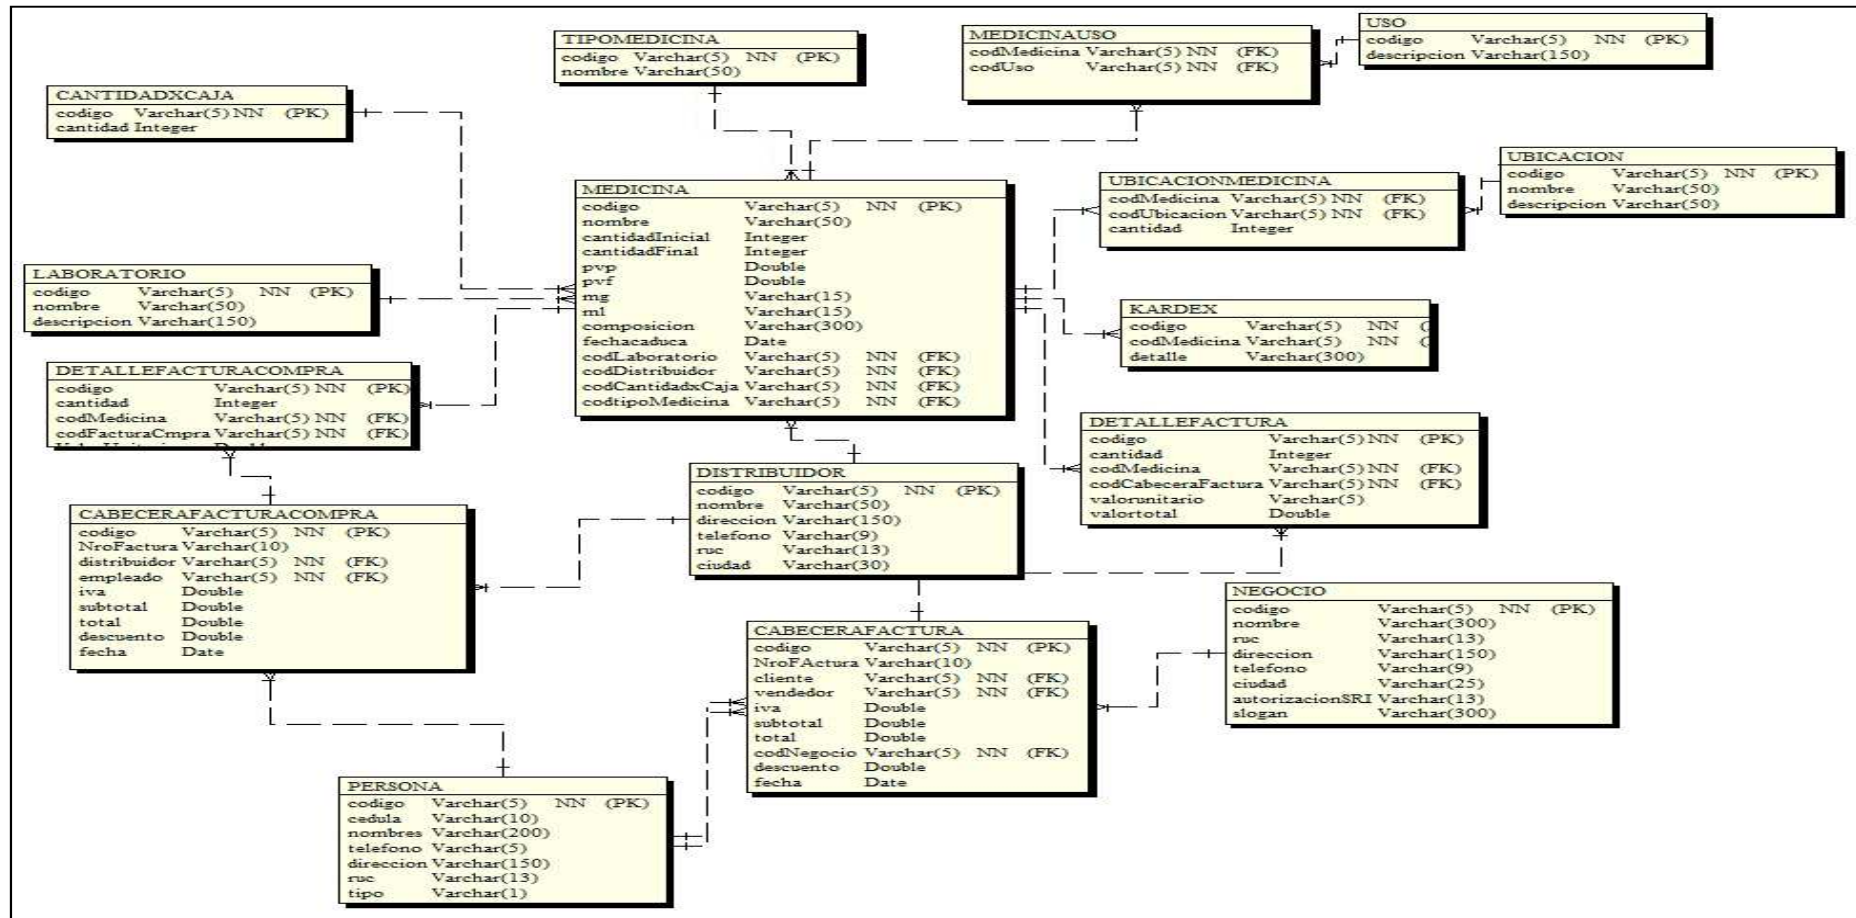 TIPOMEDICINA
codigo Varchar(5) NN (PK)
nombre Varchar(50)
MEDICINAUSO
codMedicina Varchar(5) NN (FK)
codUso Varchar(5) NN (FK)
USO
codigo Varchar(5) NN (PK)
descripcion Varchar(150)
CANTIDADXCAJA
codigo Varchar(5) NN (PK)
cantidad Integer
MEDICINA
codigo Varchar(5) NN (PK)
nombre Varchar(50)
cantidadInicial Integer
cantidadFinal Integer
pvp Double
pvf Double
mg Varchar(15)
ml Varchar(15)
composicion Varchar(300)
fechacaduca Date
codLaboratorio Varchar(5) NN (FK)
codDistribuidor Varchar(5) NN (FK)
codCantidadxCaja Varchar(5) NN (FK)
codtipoMedicina Varchar(5) NN (FK)
UBICACIONMEDICINA
codMedicina Varchar(5) NN (FK)
codUbicacion Varchar(5) NN (FK)
cantidad Integer
UBICACION
codigo Varchar(5) NN (PK)
nombre Varchar(50)
descripcion Varchar(50)
LABORATORIO
codigo Varchar(5) NN (PK)
nombre Varchar(50)
descripcion Varchar(150)
KARDEX
codigo Varchar(5) NN
codMedicina Varchar(5) NN
detalle Varchar(300)
DETALLEFACTURACOMPRA
codigo Varchar(5) NN (PK)
cantidad Integer
codMedicina Varchar(5) NN (FK)
codFacturaCmpra Varchar(5) NN (FK)
DETALLEFACTURA
codigo Varchar(5) NN (PK)
cantidad Integer
codMedicina Varchar(5) NN (FK)
codCabeceraFactura Varchar(5) NN (FK)
valorunitario Varchar(5)
valortotal Double
DISTRIBUIDOR
codigo Varchar(5) NN (PK)
nombre Varchar(50)
direccion Varchar(150)
telefono Varchar(9)
ruc Varchar(13)
ciudad Varchar(30)
CABECERAFACTURACOMPRA
codigo Varchar(5) NN (PK)
NroFactura Varchar(10)
distribuidor Varchar(5) NN (FK)
empleado Varchar(5) NN (FK)
iva Double
subtotal Double
total Double
descuento Double
fecha Date
CABECERAFACTURA
codigo Varchar(5) NN (PK)
NroFActura Varchar(10)
cliente Varchar(5) NN (FK)
vendedor Varchar(5) NN (FK)
iva Double
subtotal Double
total Double
codNegocio Varchar(5) NN (FK)
descuento Double
fecha Date
NEGOCIO
codigo Varchar(5) NN (PK)
nombre Varchar(300)
ruc Varchar(13)
direccion Varchar(150)
telefono Varchar(9)
ciudad Varchar(25)
autorizacionSRI Varchar(13)
slogan Varchar(300)
PERSONA
codigo Varchar(5) NN (PK)
cedula Varchar(10)
nombres Varchar(200)
telefono Varchar(5)
direccion Varchar(150)
ruc Varchar(13)
tipo Varchar(1)